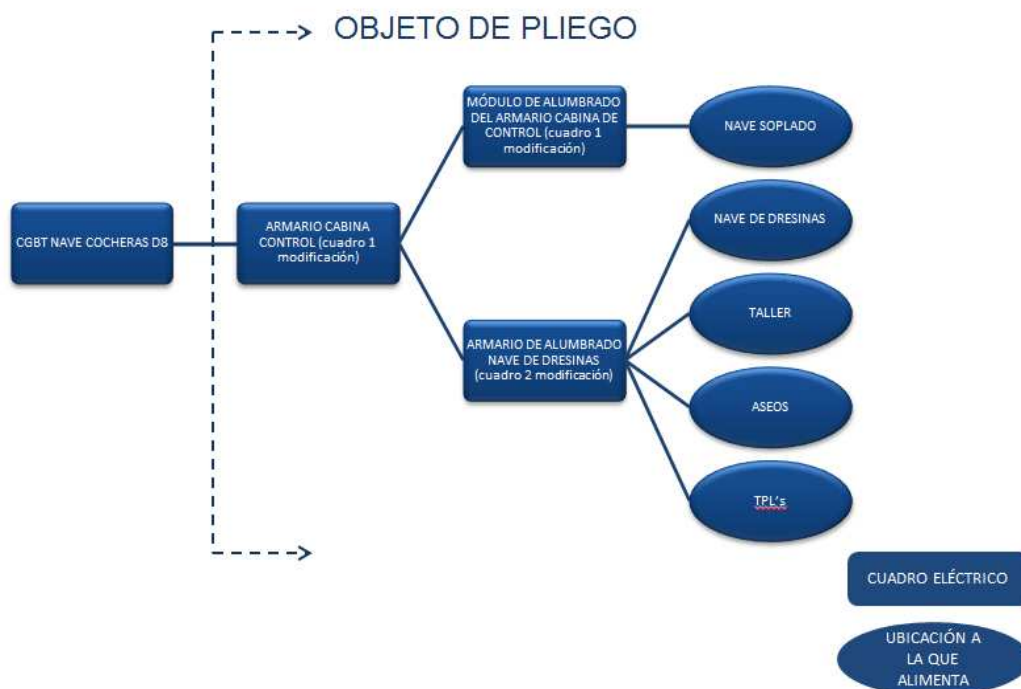 OBJETO DE PLIEGO
MÓDULO DE ALUMBRADO
DEL ARMARIO CABINA DE
CONTROL (cuadro 1
modificación)
NAVE SOPLADO
CGBT NAVE COCHERAS D8
ARMARIO CABINA
CONTROL (cuadro 1
modificación)
NAVE DE DRESINAS
TALLER
ARMARIO DE ALUMBRADO
NAVE DE DRESINAS
(cuadro 2 modificación)
ASEOS
TPL's
CUADRO ELÉCTRICO
UBICACIÓN A
LA QUE
ALIMENTA